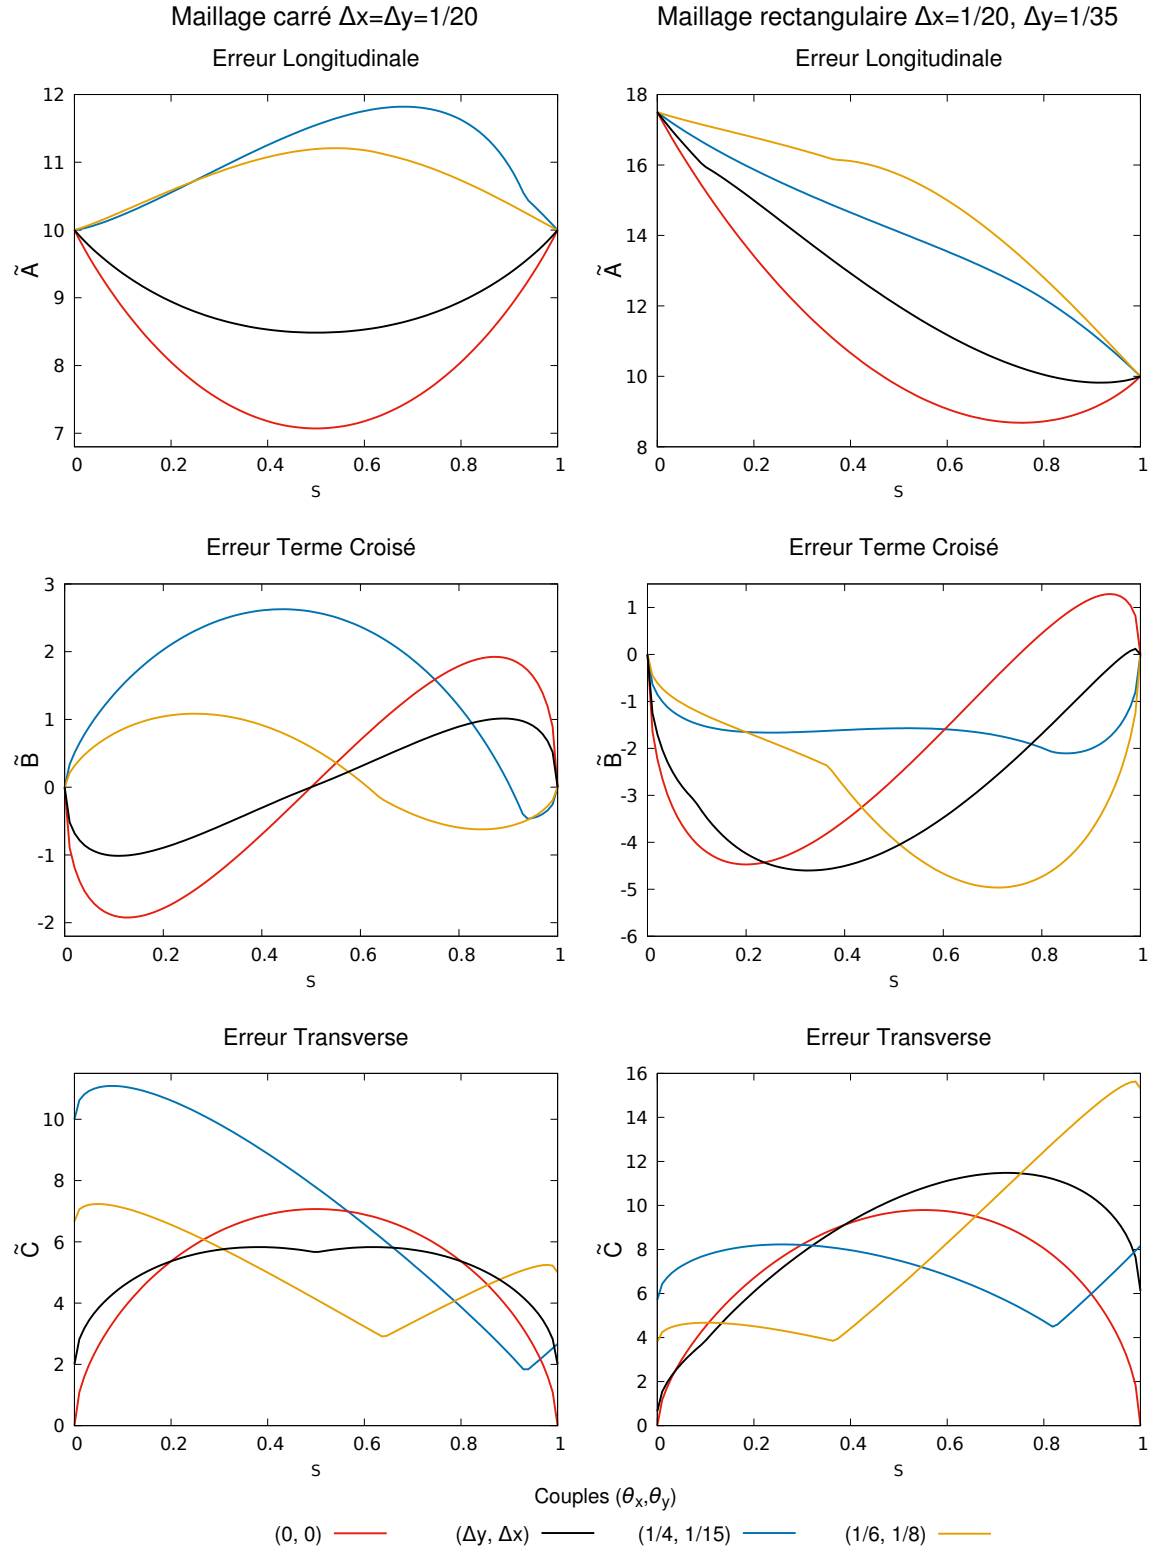 Maillage carré Δx=Δy=1/20
Maillage rectangulaire Δx=1/20, Δy=1/35
Erreur Longitudinale
12
11
10
9
8
7
Ã
0 0.2 0.4 0.6 0.8 1
S
Erreur Longitudinale
18
16
14
12
10
8
Ã
0 0.2 0.4 0.6 0.8 1
S
Erreur Terme Croisé
3
2
1
0
-1
-2
B̃
0 0.2 0.4 0.6 0.8 1
S
Erreur Terme Croisé
1
0
-1
-2
-3
-4
-5
-6
B̃
0 0.2 0.4 0.6 0.8 1
S
Erreur Transverse
10
8
6
4
2
0
C̃
0 0.2 0.4 0.6 0.8 1
S
Erreur Transverse
16
14
12
10
8
6
4
2
0
C̃
0 0.2 0.4 0.6 0.8 1
S
Couples (θx,θy)
(0, 0) (Δy, Δx) (1/4, 1/15) (1/6, 1/8)